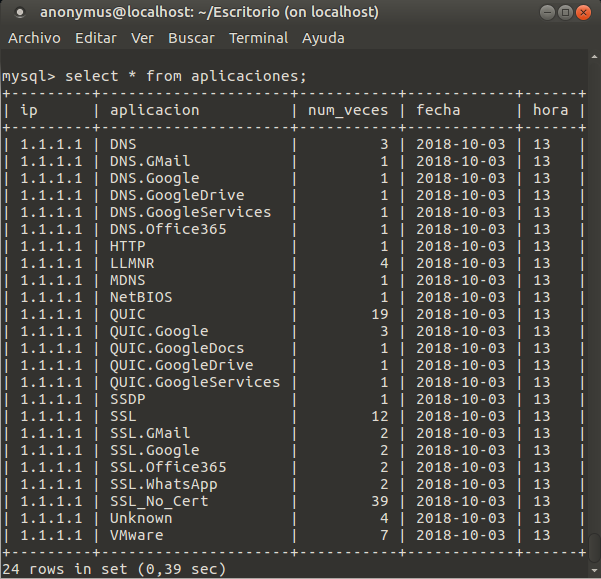 anonymus@localhost: ~/Escritorio (on localhost)
Archivo Editar Ver Buscar Terminal Ayuda
mysql> select * from aplicaciones;
+---------+---------------------+-----------+------------+------+
| ip      | aplicacion          | num_veces | fecha      | hora |
+---------+---------------------+-----------+------------+------+
| 1.1.1.1 | DNS                 |         3 | 2018-10-03 | 13   |
| 1.1.1.1 | DNS.GMail           |         1 | 2018-10-03 | 13   |
| 1.1.1.1 | DNS.Google          |         1 | 2018-10-03 | 13   |
| 1.1.1.1 | DNS.GoogleDrive     |         1 | 2018-10-03 | 13   |
| 1.1.1.1 | DNS.GoogleServices  |         1 | 2018-10-03 | 13   |
| 1.1.1.1 | DNS.Office365       |         1 | 2018-10-03 | 13   |
| 1.1.1.1 | HTTP                |         1 | 2018-10-03 | 13   |
| 1.1.1.1 | LLMNR               |         4 | 2018-10-03 | 13   |
| 1.1.1.1 | MDNS                |         1 | 2018-10-03 | 13   |
| 1.1.1.1 | NetBIOS             |         1 | 2018-10-03 | 13   |
| 1.1.1.1 | QUIC                |        19 | 2018-10-03 | 13   |
| 1.1.1.1 | QUIC.Google         |         3 | 2018-10-03 | 13   |
| 1.1.1.1 | QUIC.GoogleDocs     |         1 | 2018-10-03 | 13   |
| 1.1.1.1 | QUIC.GoogleDrive    |         1 | 2018-10-03 | 13   |
| 1.1.1.1 | QUIC.GoogleServices |         1 | 2018-10-03 | 13   |
| 1.1.1.1 | SSDP                |         1 | 2018-10-03 | 13   |
| 1.1.1.1 | SSL                 |        12 | 2018-10-03 | 13   |
| 1.1.1.1 | SSL.GMail           |         2 | 2018-10-03 | 13   |
| 1.1.1.1 | SSL.Google          |         2 | 2018-10-03 | 13   |
| 1.1.1.1 | SSL.Office365       |         2 | 2018-10-03 | 13   |
| 1.1.1.1 | SSL.WhatsApp        |         2 | 2018-10-03 | 13   |
| 1.1.1.1 | SSL_No_Cert         |        39 | 2018-10-03 | 13   |
| 1.1.1.1 | Unknown             |         4 | 2018-10-03 | 13   |
| 1.1.1.1 | VMware              |         7 | 2018-10-03 | 13   |
+---------+---------------------+-----------+------------+------+
24 rows in set (0,39 sec)